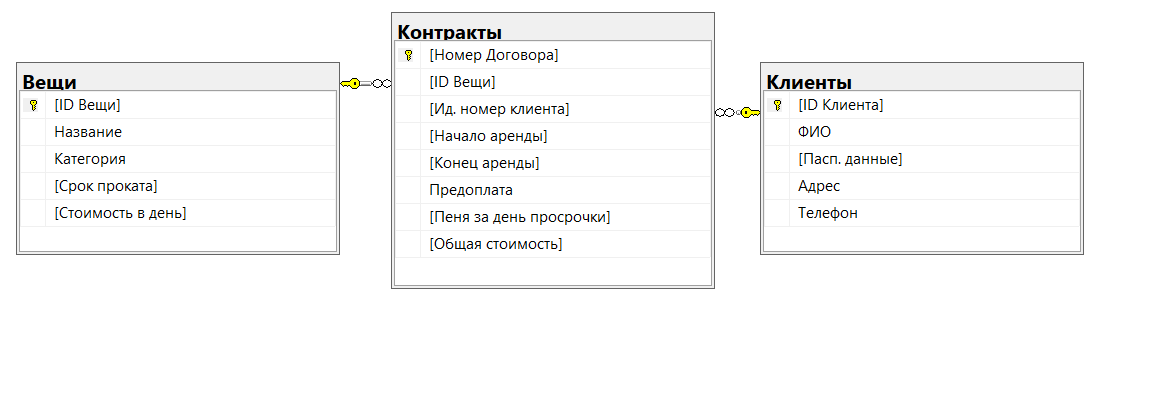 Вещи
[ID Вещи]
Название
Категория
[Срок проката]
[Стоимость в день]
Контракты
[Номер Договора]
[ID Вещи]
[Ид. номер клиента]
[Начало аренды]
[Конец аренды]
Предоплата
[Пеня за день просрочки]
[Общая стоимость]
Клиенты
[ID Клиента]
ФИО
[Пасп. данные]
Адрес
Телефон